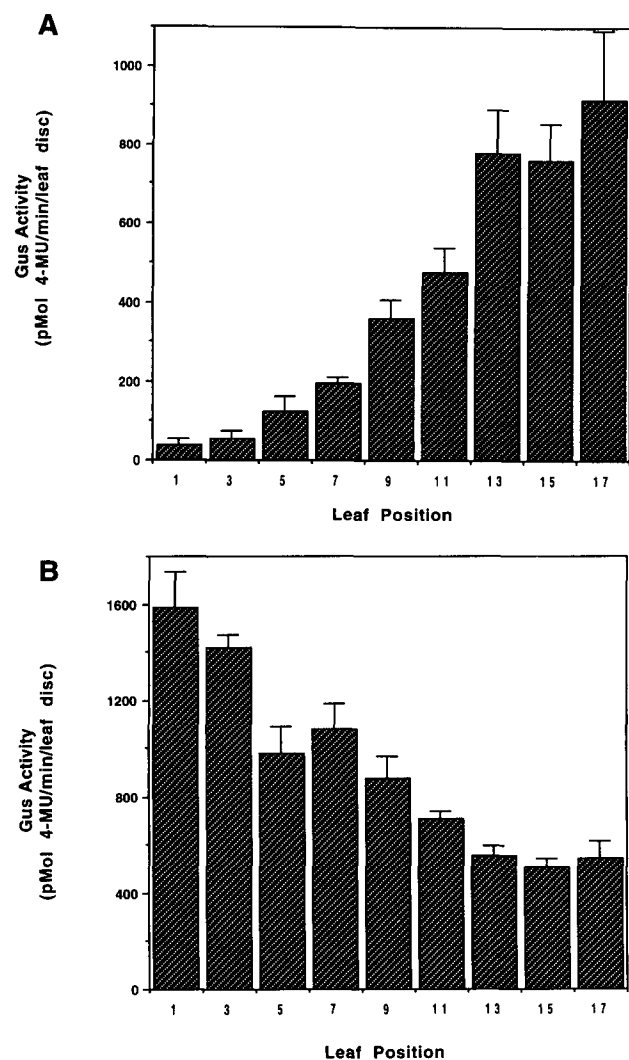 A
Gus Activity
(pMol 4-MU/min/leaf disc)
1000
800
600
400
200
0
1 3 5 7 9 11 13 15 17
Leaf Position
B
Gus Activity
(pMol 4-MU/min/leaf disc)
1600
1200
800
400
0
1 3 5 7 9 11 13 15 17
Leaf Position